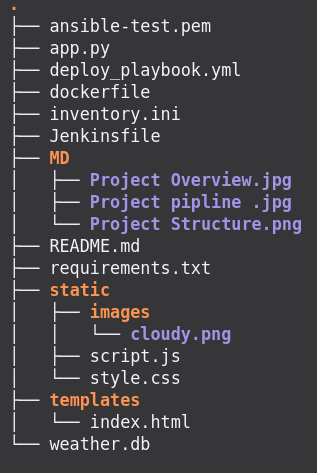 .
├── ansible-test.pem
├── app.py
├── deploy_playbook.yml
├── dockerfile
├── inventory.ini
├── Jenkinsfile
├── MD
│   ├── Project Overview.jpg
│   ├── Project pipline .jpg
│   └── Project Structure.png
├── README.md
├── requirements.txt
├── static
│   ├── images
│   │   └── cloudy.png
│   ├── script.js
│   └── style.css
├── templates
│   └── index.html
└── weather.db